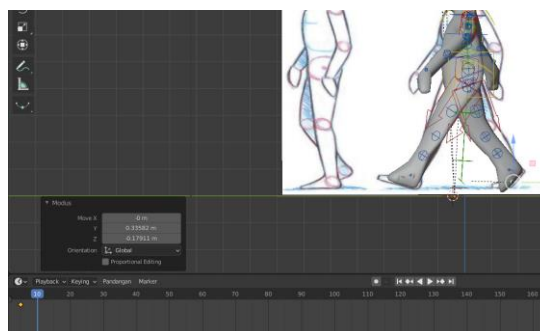 Modus
Move X -0 m
Y 0.33582 m
Z 0.17911 m
Orientation Global
Proportional Editing
Playback Keying Pandangan Marker
10 20 30 40 50 60 70 80 90 100 110 120 130 140 150 160